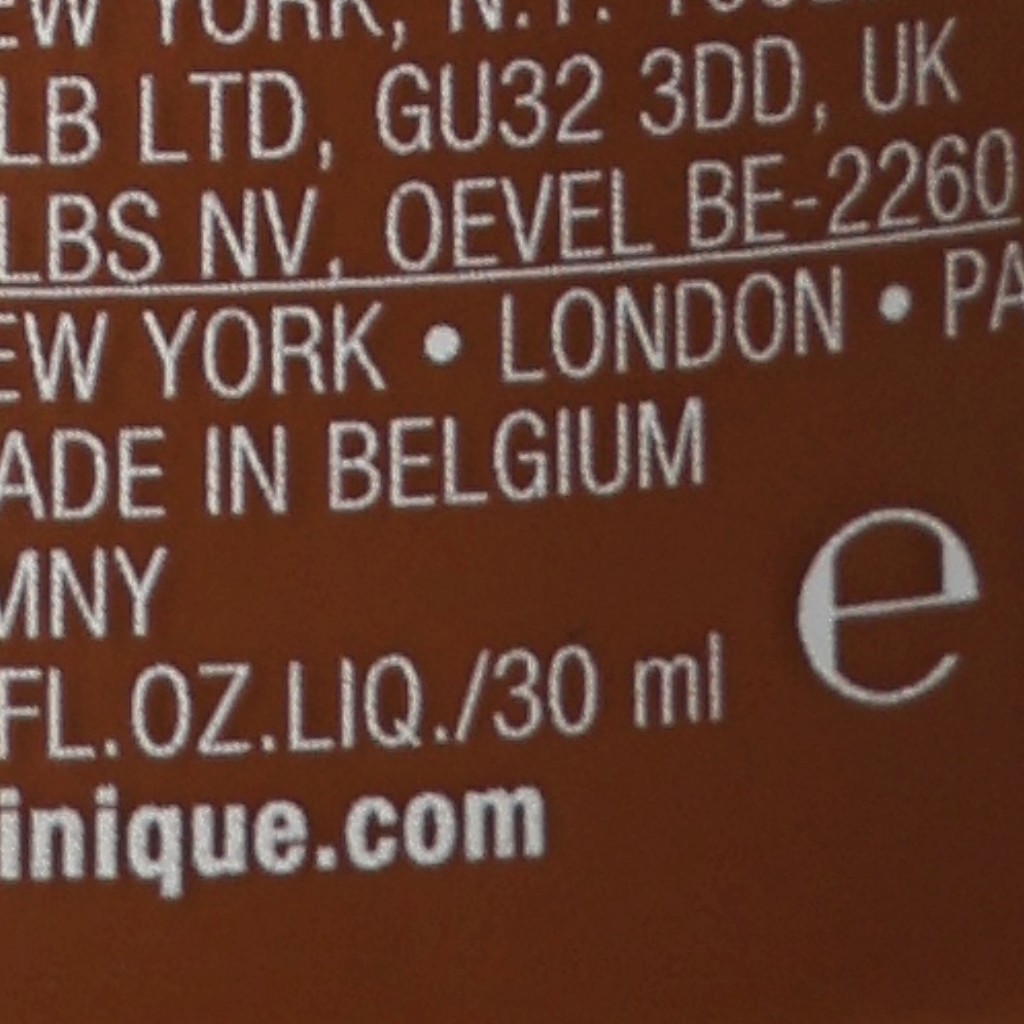 EW YORK, N.Y.
LB LTD, GU32 3DD, UK
LBS NV, OEVEL BE-2260
EW YORK • LONDON • PA
ADE IN BELGIUM
MNY
FL.OZ.LIQ./30 ml e
inique.com